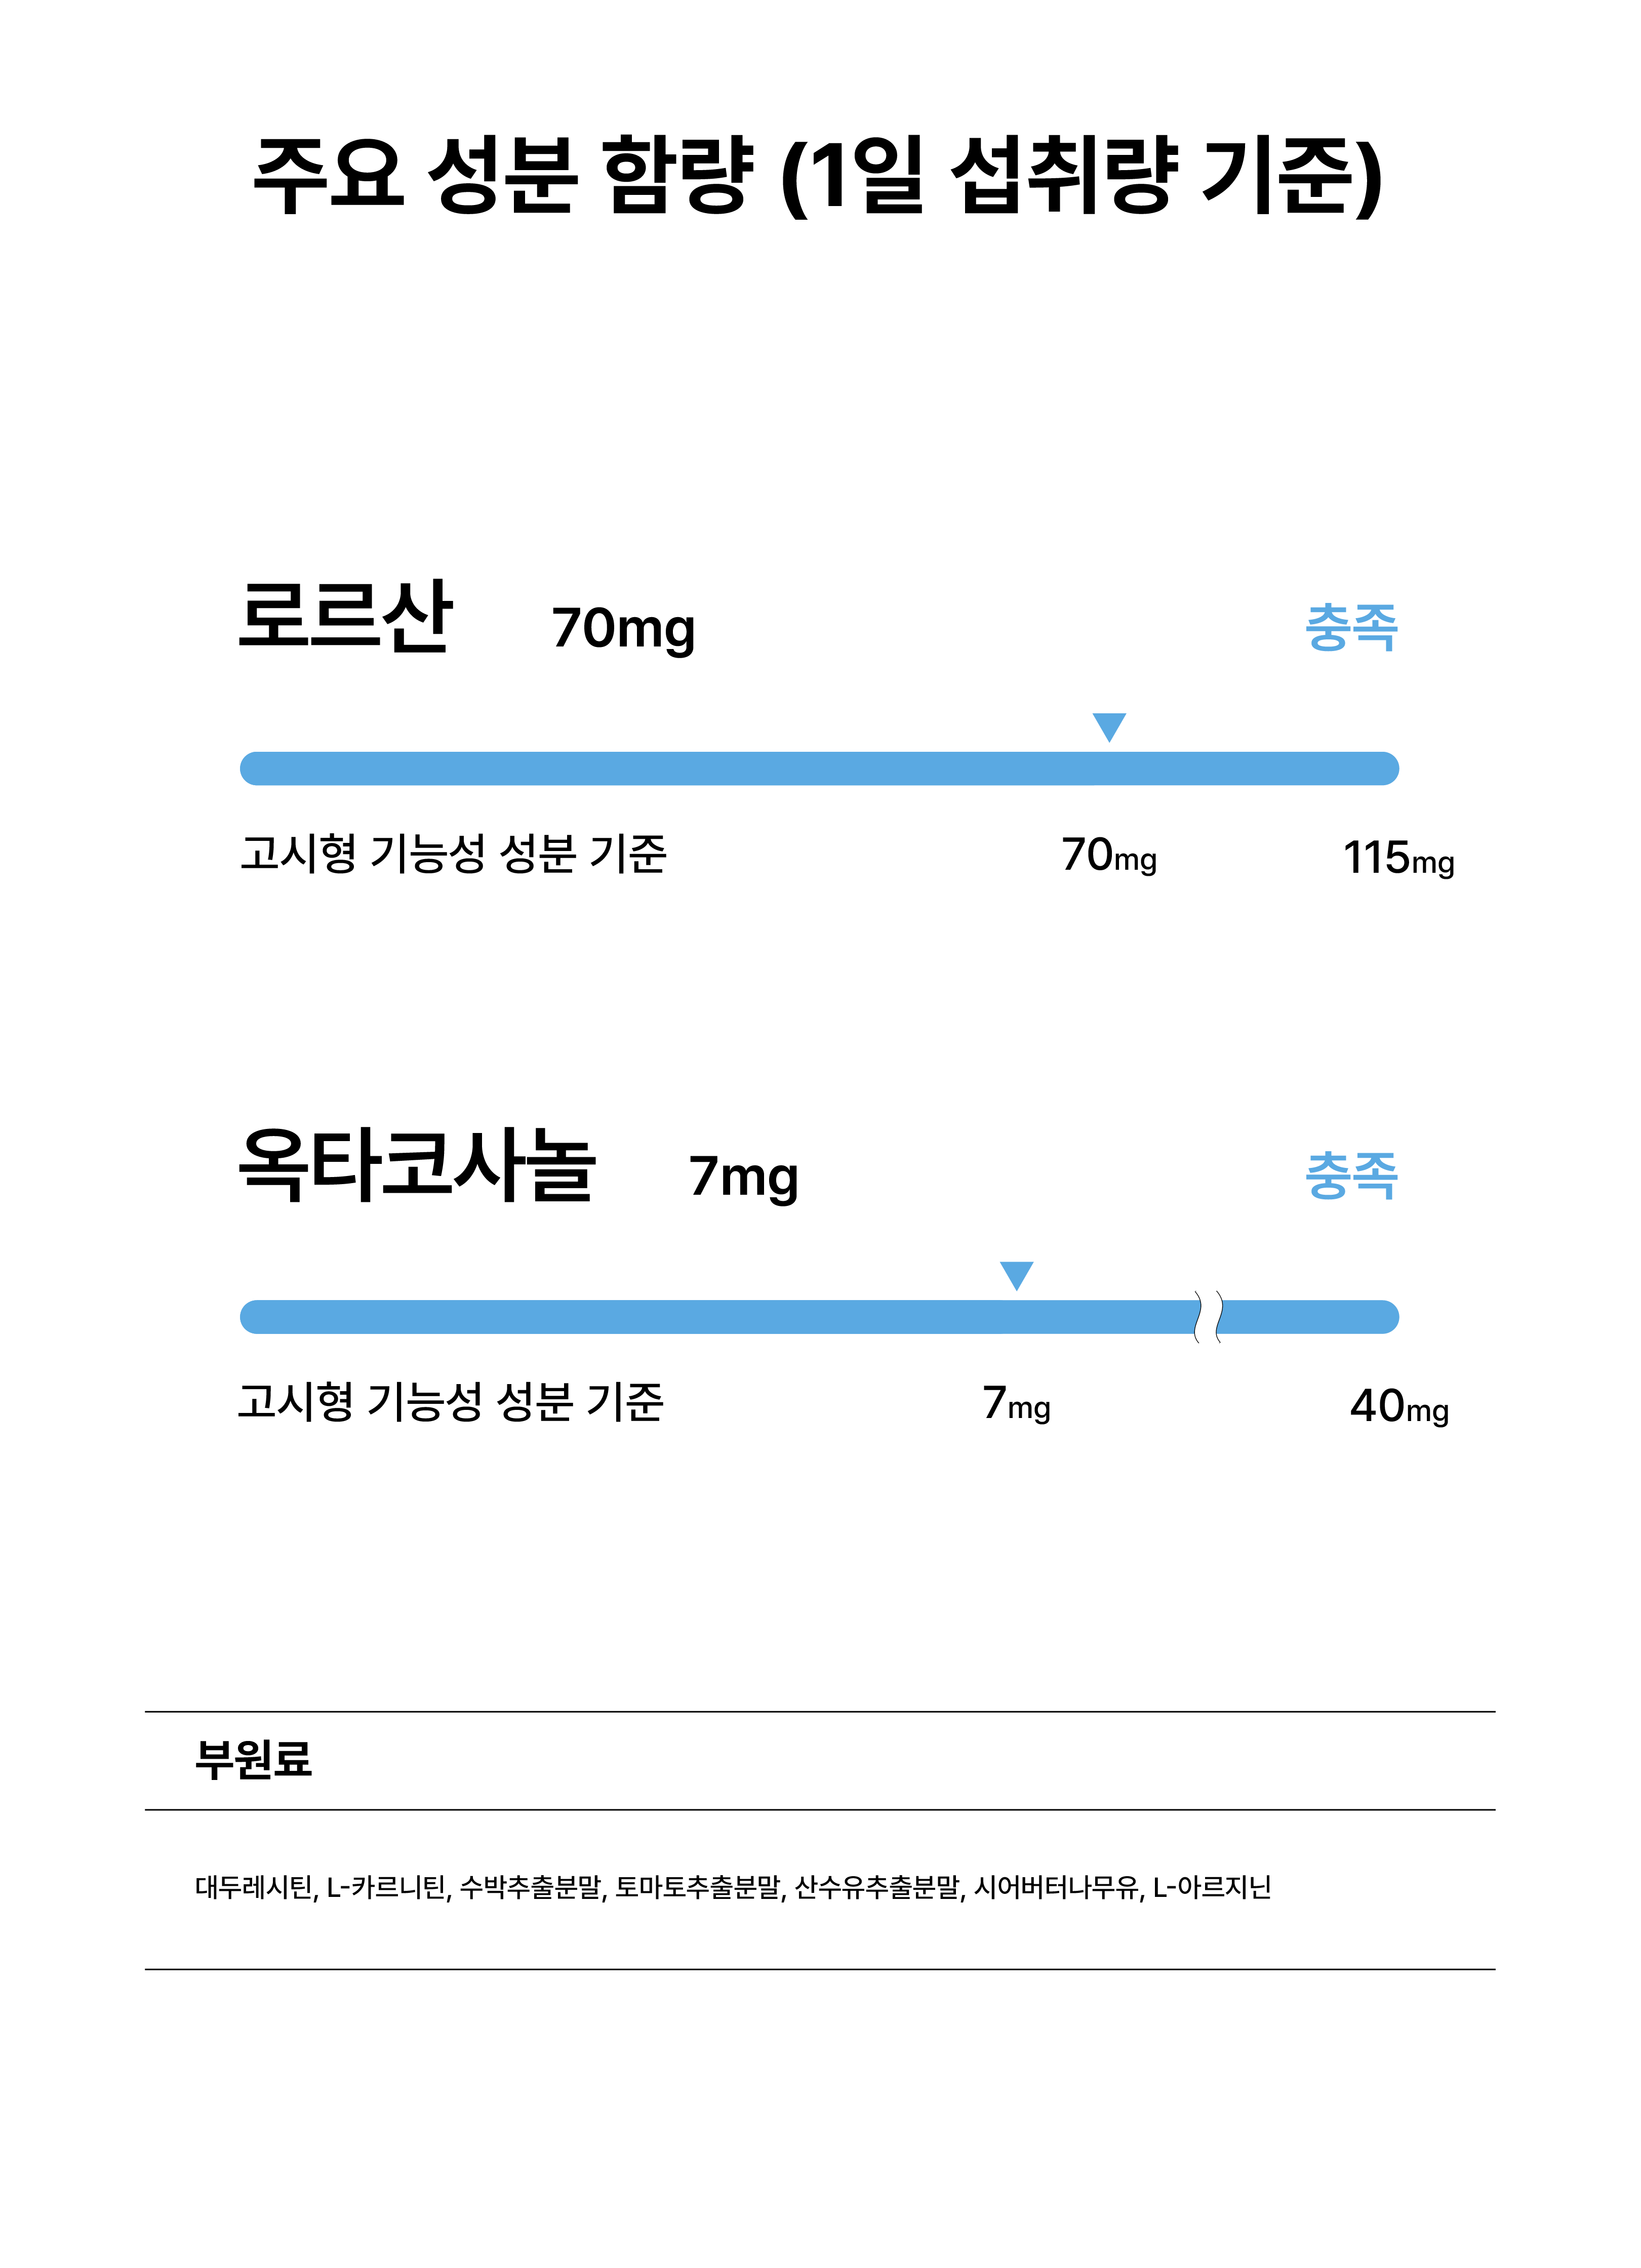 주요 성분 함량 (1일 섭취량 기준)
로르산 70mg 충족
고시형 기능성 성분 기준 70mg 115mg
옥타코사놀 7mg 충족
고시형 기능성 성분 기준 7mg 40mg
부원료
대두레시틴, L-카르니틴, 수박추출분말, 토마토추출분말, 산수유추출분말, 시어버터나무유, L-아르지닌